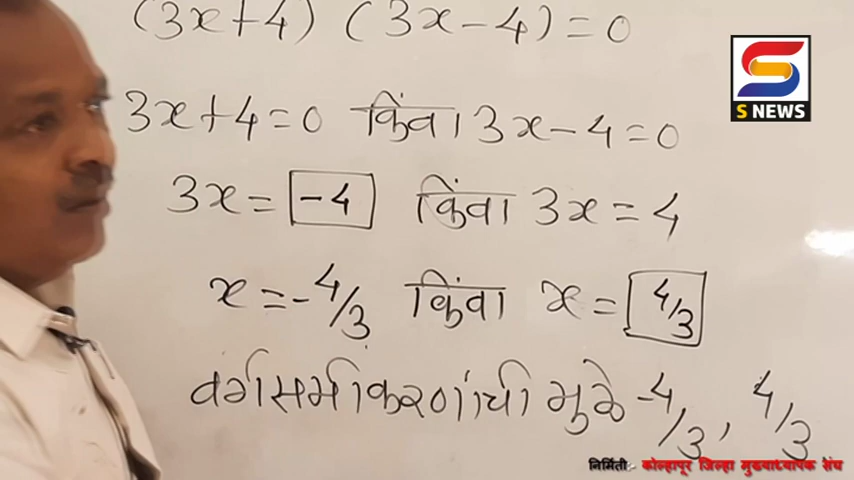 (3x+4) (3x-4)=0
S NEWS
3x+4=0 किंवा 3x-4=0
3x= -4 किंवा 3x=4
x=-4/3 किंवा x= 4/3
वर्गसमीकरणांची मुळे -4/3, 4/3
निर्मिती:- कोल्हापूर जिल्हा मुख्याध्यापक संघ